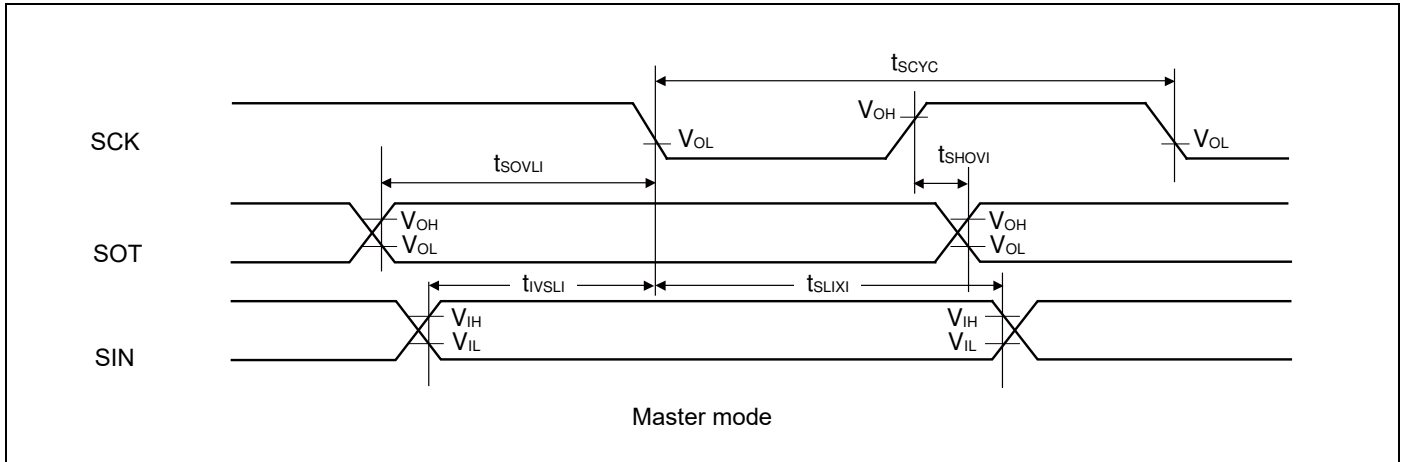 tSCYC
VOH
SCK
VOL
tSHOVI
VOL
tSOVLI
VOH
VOH
SOT
VOL
VOL
tIVSLI
tSLIXI
VIH
VIH
SIN
VIL
VIL
Master mode